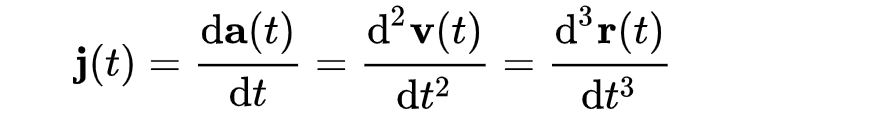 𝐣(t) = d𝐚(t)/dt = d²𝐯(t)/dt² = d³𝐫(t)/dt³